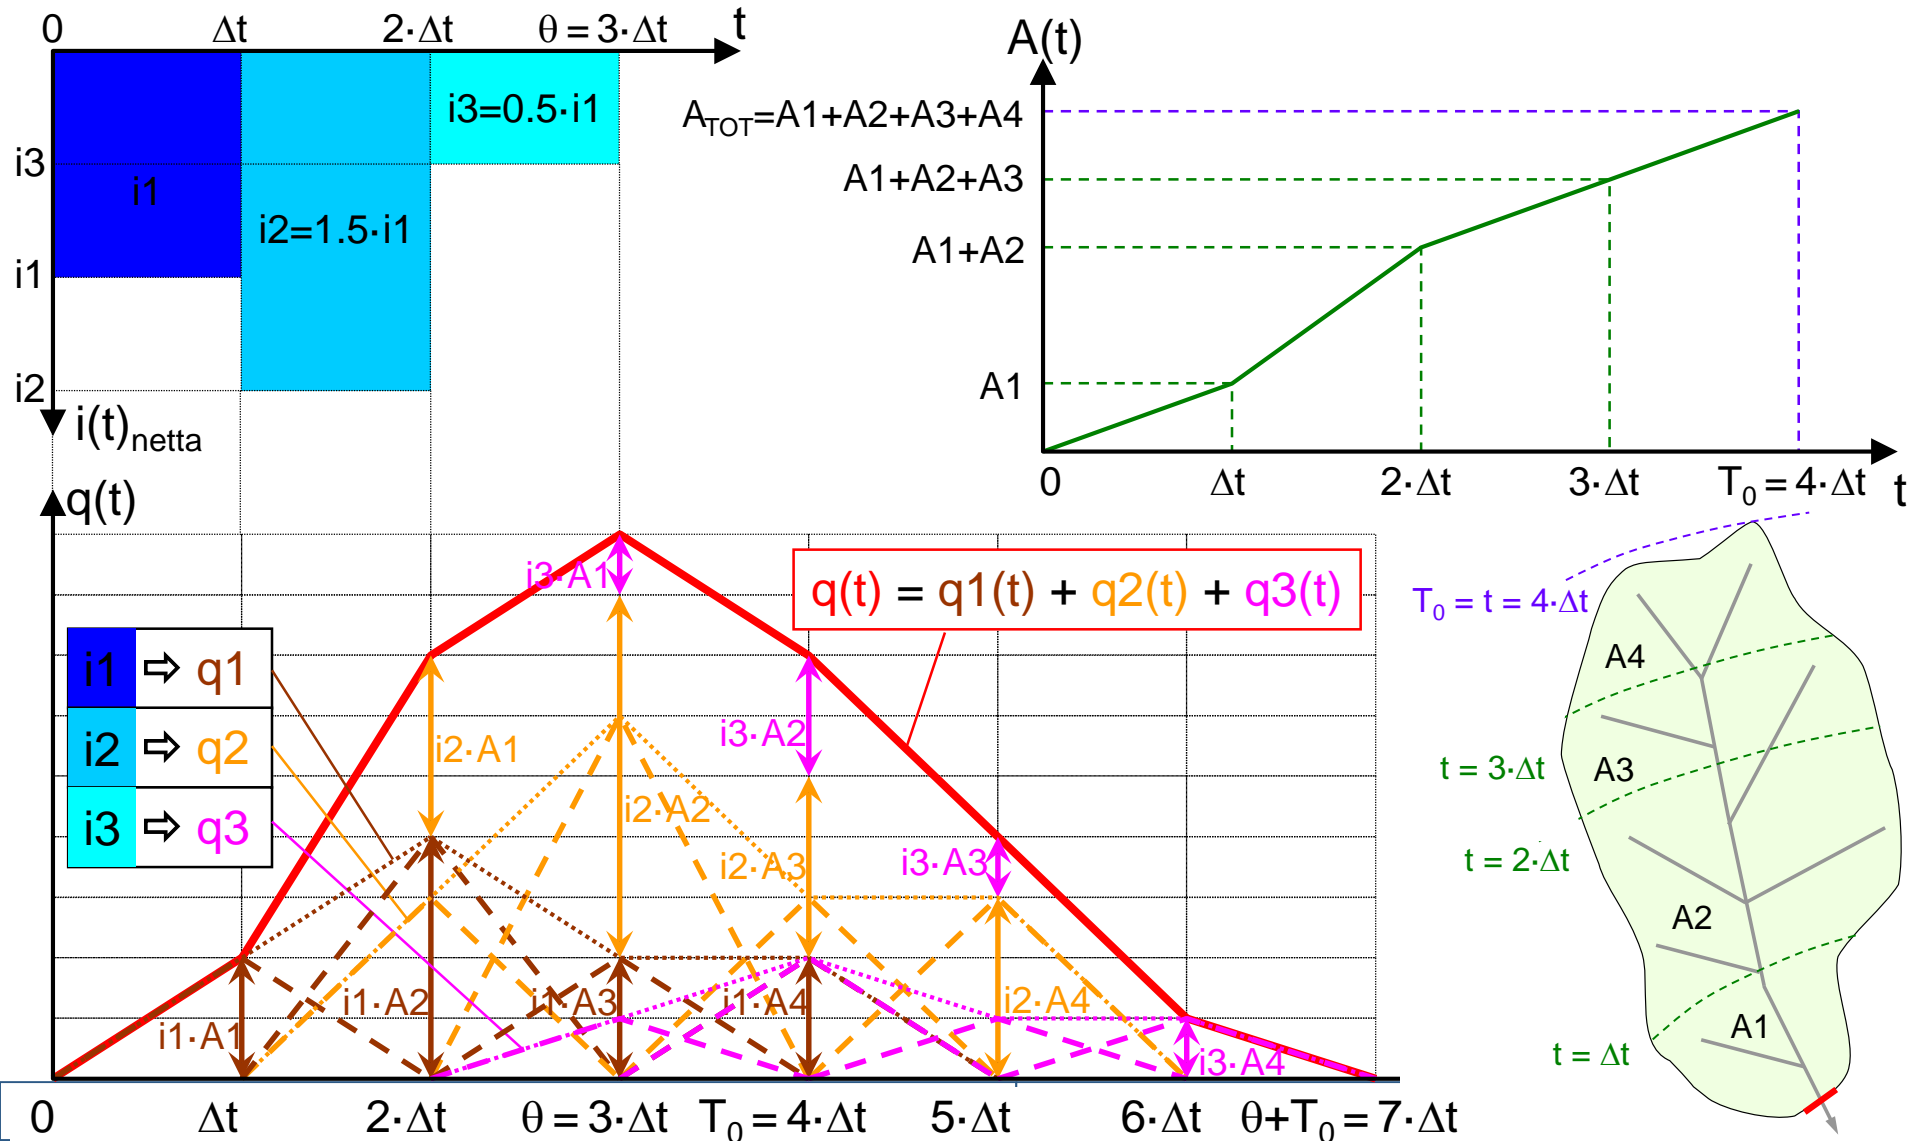 0 Δt 2·Δt θ = 3·Δt t
i3=0.5·i1
i3
i1
i2=1.5·i1
i1
i2
i(t)netta
A(t)
ATOT=A1+A2+A3+A4
A1+A2+A3
A1+A2
A1
0 Δt 2·Δt 3·Δt T0 = 4·Δt t
q(t)
i3·A1
q(t) = q1(t) + q2(t) + q3(t)
i1 ⇨ q1
i2 ⇨ q2
i3 ⇨ q3
i2·A1
i3·A2
i2·A2
i2·A3
i3·A3
i1·A1
i1·A2
i1·A3
i1·A4
i2·A4
i3·A4
0 Δt 2·Δt θ = 3·Δt T0 = 4·Δt 5·Δt 6·Δt θ+T0 = 7·Δt
T0 = t = 4·Δt
A4
t = 3·Δt
A3
t = 2·Δt
A2
t = Δt
A1